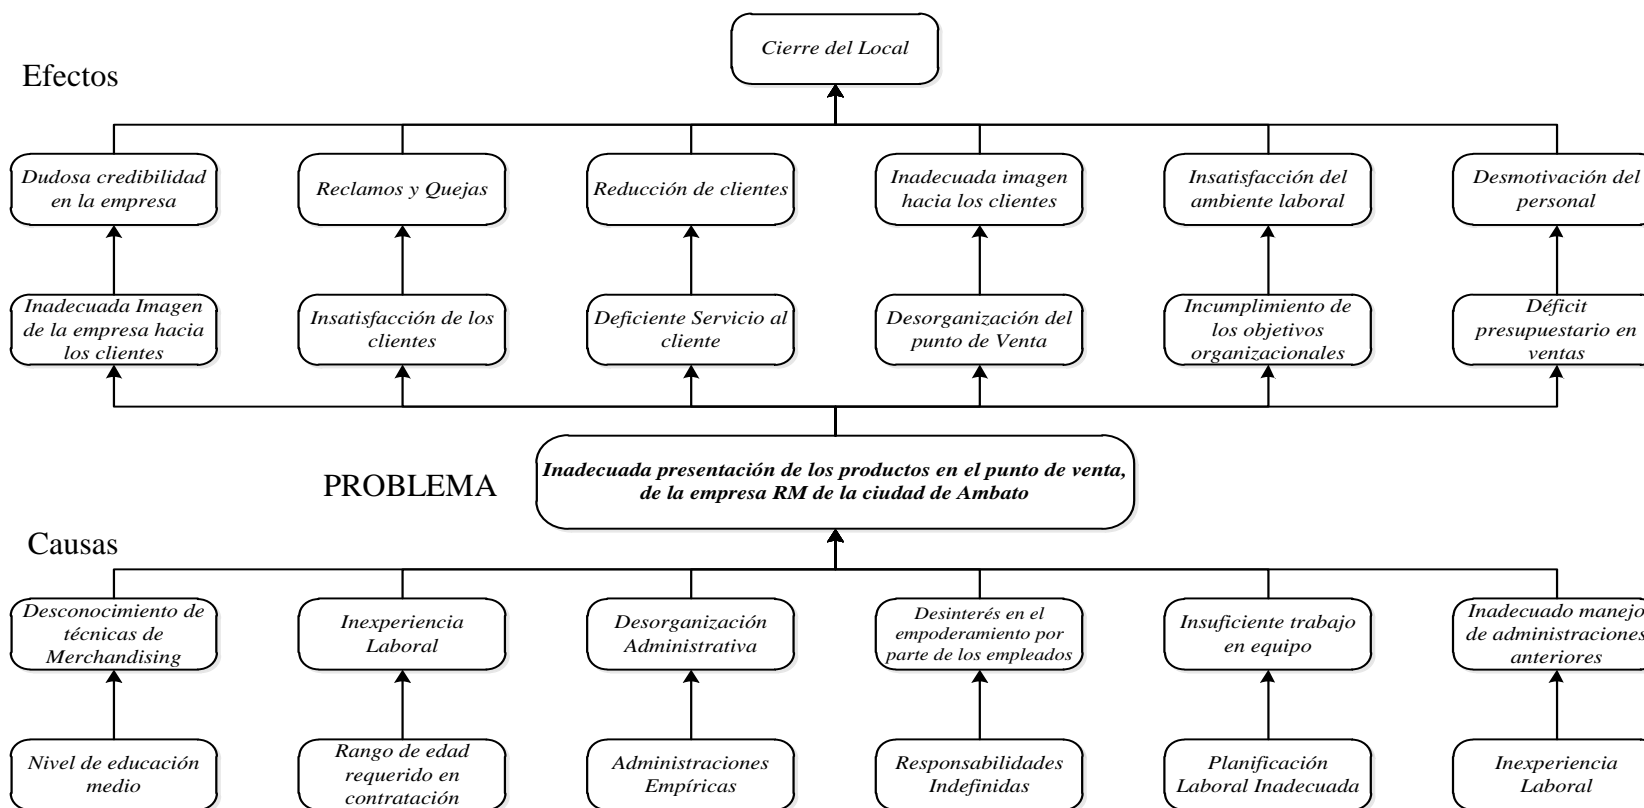 Cierre del Local
Efectos
Dudosa credibilidad
en la empresa
Reclamos y Quejas
Reducción de clientes
Inadecuada imagen
hacia los clientes
Insatisfacción del
ambiente laboral
Desmotivación del
personal
Inadecuada Imagen
de la empresa hacia
los clientes
Insatisfacción de los
clientes
Deficiente Servicio al
cliente
Desorganización del
punto de Venta
Incumplimiento de
los objetivos
organizacionales
Déficit
presupuestario en
ventas
PROBLEMA
Inadecuada presentación de los productos en el punto de venta,
de la empresa RM de la ciudad de Ambato
Causas
Desconocimiento de
técnicas de
Merchandising
Inexperiencia
Laboral
Desorganización
Administrativa
Desinterés en el
empoderamiento por
parte de los empleados
Insuficiente trabajo
en equipo
Inadecuado manejo
de administraciones
anteriores
Nivel de educación
medio
Rango de edad
requerido en
contratación
Administraciones
Empíricas
Responsabilidades
Indefinidas
Planificación
Laboral Inadecuada
Inexperiencia
Laboral